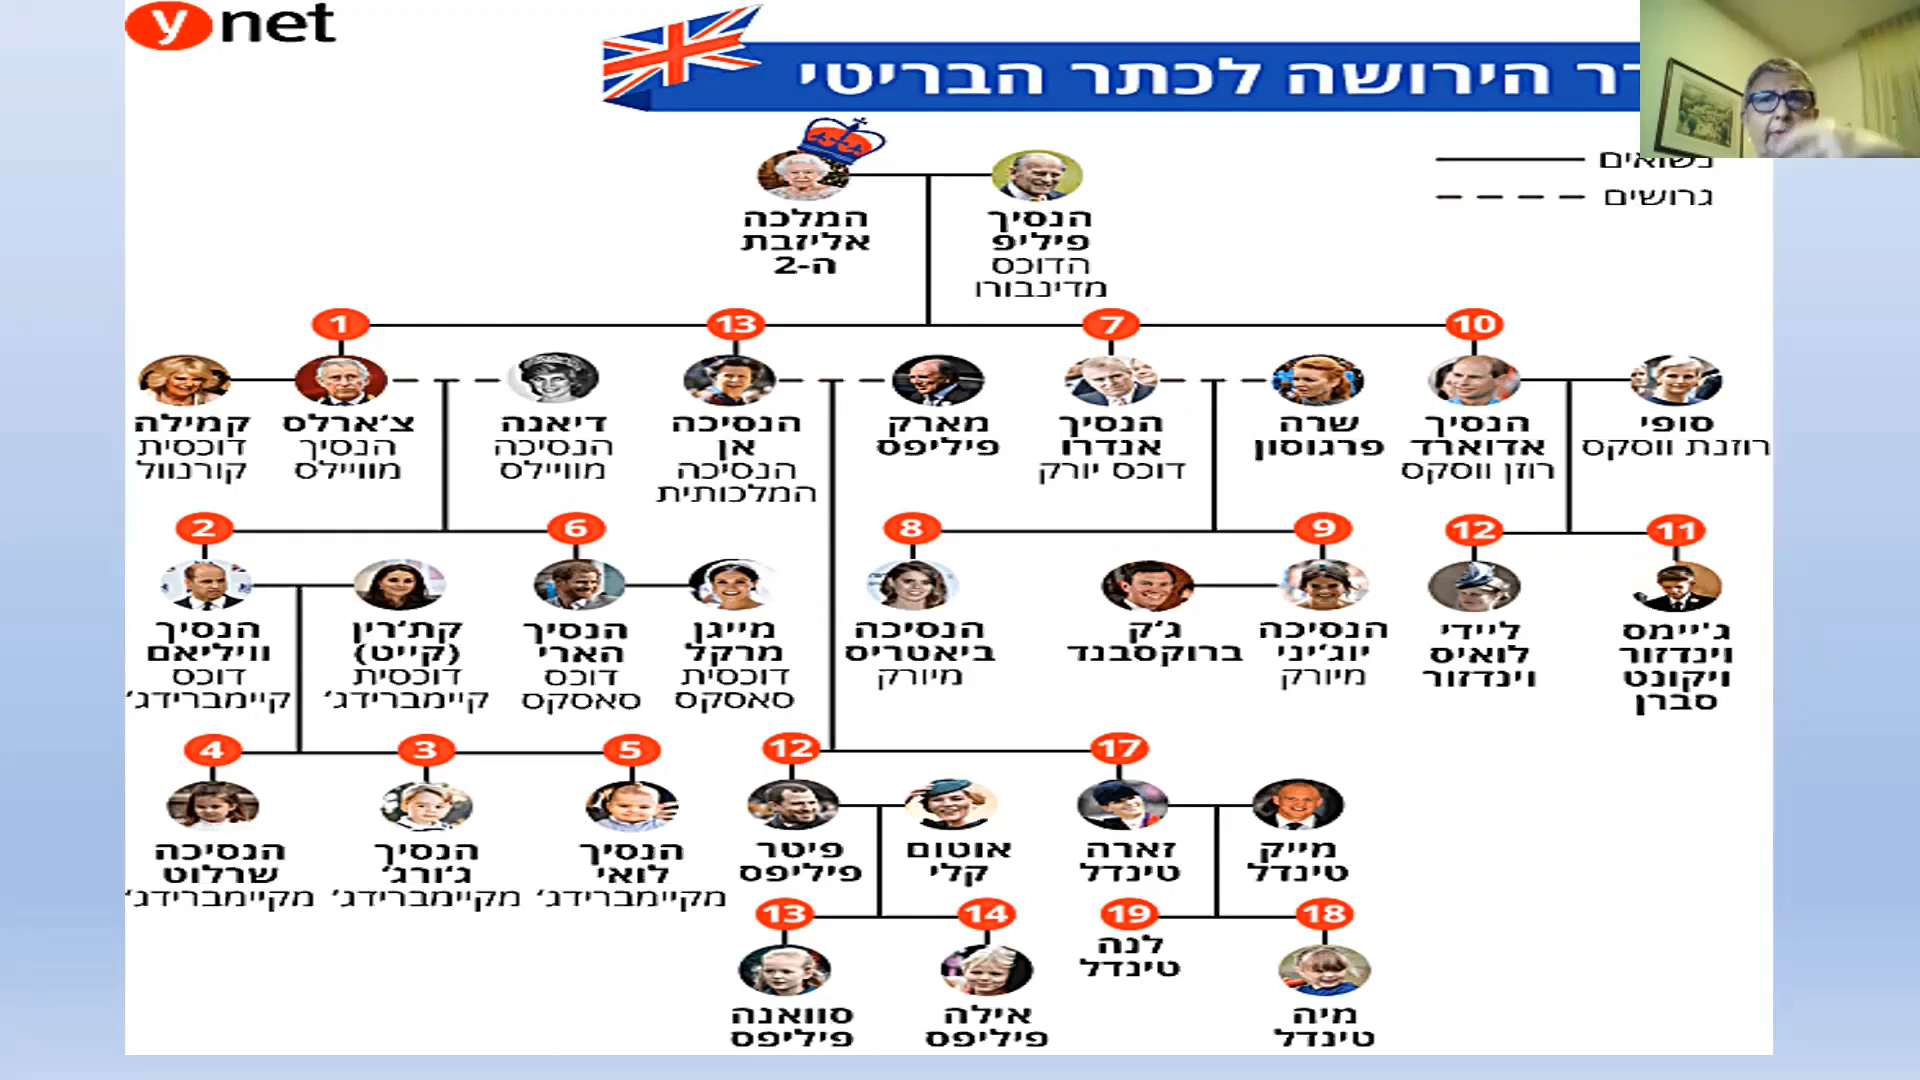 ynet
הירושה לכתר הבריטי
נשואים
גרושים
המלכה
אליזבת
ה-2
הנסיך
פיליפ
הדוכס
מדינבורו
1
13
7
10
קמילה
דוכסית
קורנוול
צ'ארלס
הנסיך
מוויילס
דיאנה
הנסיכה
מוויילס
הנסיכה
אן
הנסיכה
המלכותית
מארק
פיליפס
הנסיך
אנדרו
דוכס יורק
שרה
פרגוסון
הנסיך
אדוארד
רוזן ווסקס
סופי
רוזנת ווסקס
2
6
8
9
12
11
הנסיך
וויליאם
דוכס
קיימברידג'
קת'רין
(קייט)
דוכסית
קיימברידג'
הנסיך
הארי
דוכס
סאסקס
מייגן
מרקל
דוכסית
סאסקס
הנסיכה
ביאטריס
מיורק
ג'ק
ברוקסבנד
הנסיכה
יוג'יני
מיורק
ליידי
לואיס
וינדזור
ג'יימס
וינדזור
ויקונט
סברן
4
3
5
12
17
הנסיכה
שרלוט
מקיימברידג'
הנסיך
ג'ורג'
מקיימברידג'
הנסיך
לואי
מקיימברידג'
פיטר
פיליפס
אוטום
קלי
זארה
טינדל
מייק
טינדל
13
14
19
18
סוואנה
פיליפס
אילה
פיליפס
לנה
טינדל
מיה
טינדל